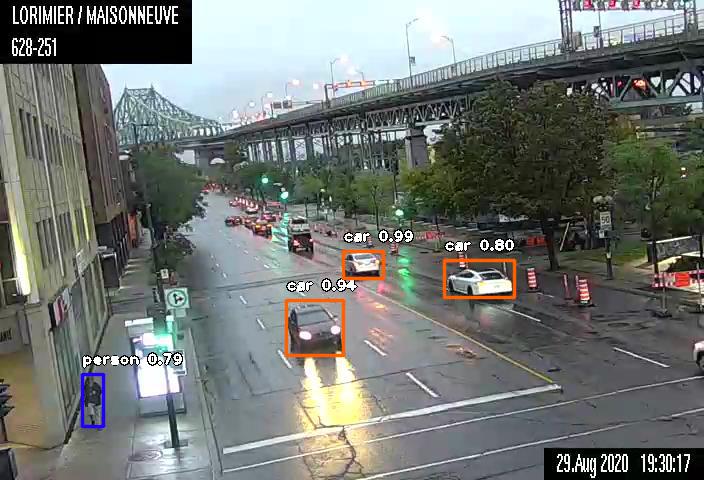 LORIMIER / MAISONNEUVE
628-251
car 0.99
car 0.80
car 0.94
person 0.79
29.Aug 2020 19:30:17